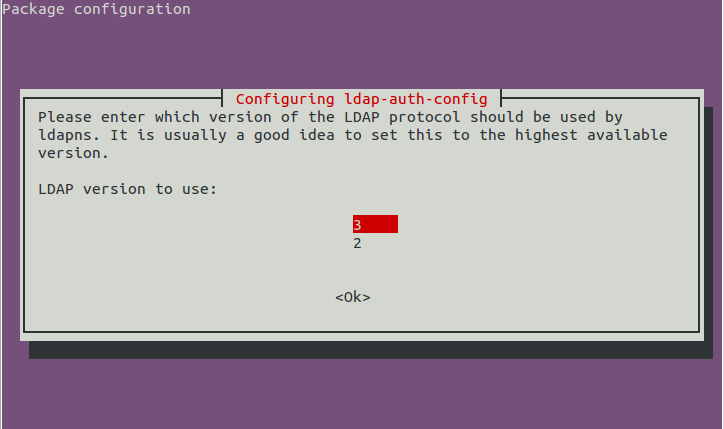 Package configuration
Configuring ldap-auth-config
Please enter which version of the LDAP protocol should be used by
ldapns. It is usually a good idea to set this to the highest available
version.
LDAP version to use:
3
2
<Ok>